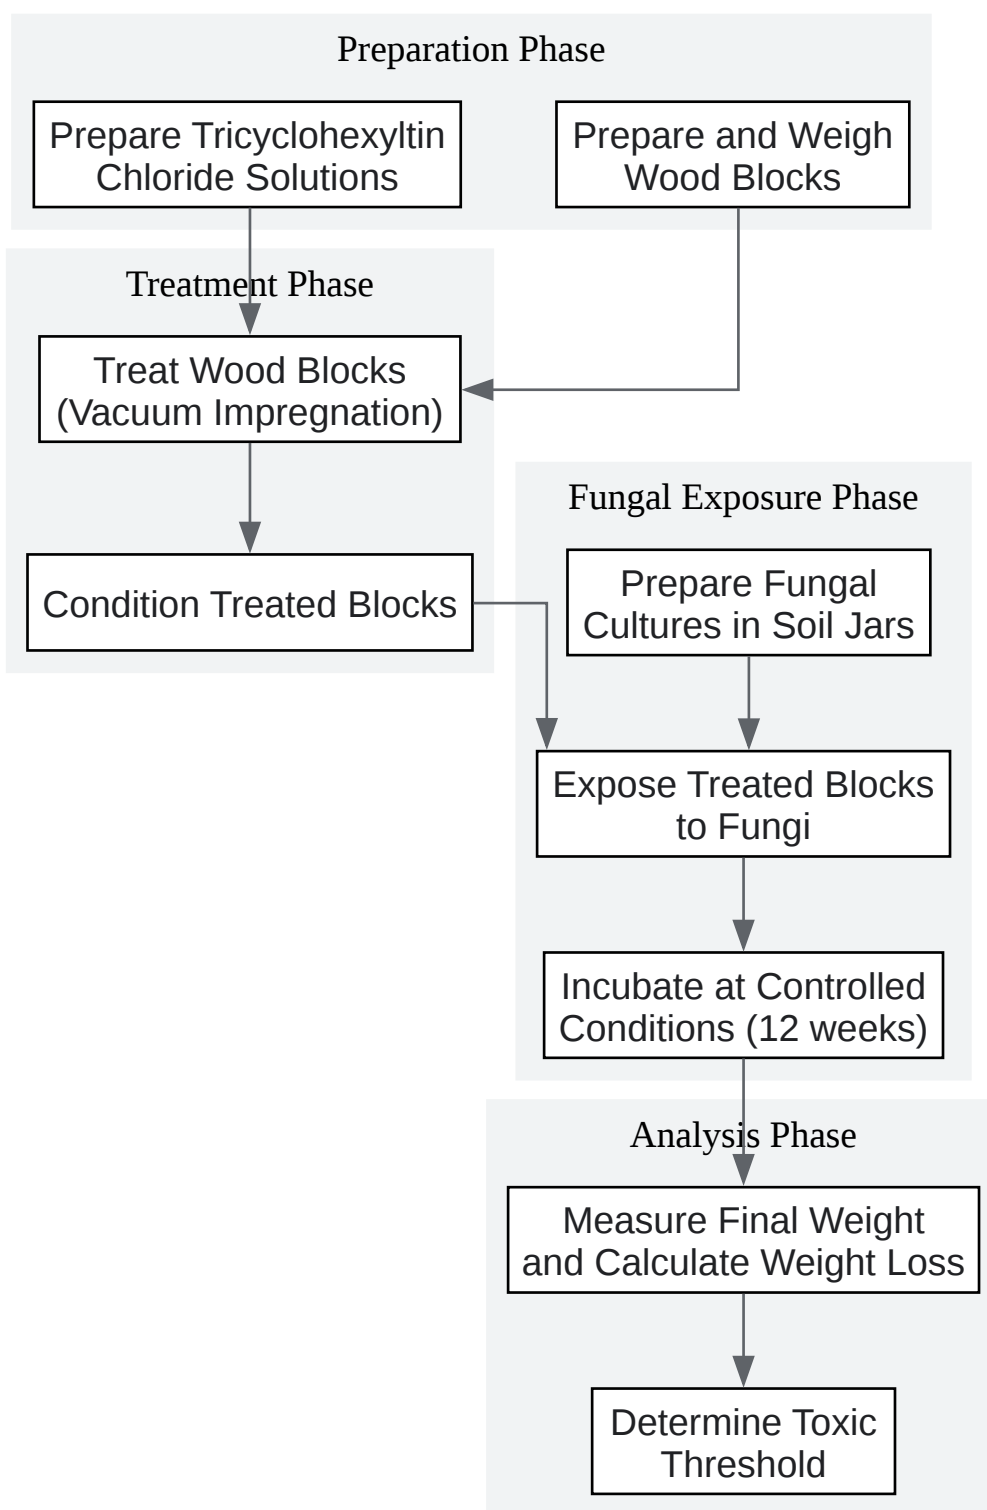 Preparation Phase
Prepare Tricyclohexyltin
Chloride Solutions
Prepare and Weigh
Wood Blocks
Treatment Phase
Treat Wood Blocks
(Vacuum Impregnation)
Condition Treated Blocks
Fungal Exposure Phase
Prepare Fungal
Cultures in Soil Jars
Expose Treated Blocks
to Fungi
Incubate at Controlled
Conditions (12 weeks)
Analysis Phase
Measure Final Weight
and Calculate Weight Loss
Determine Toxic
Threshold